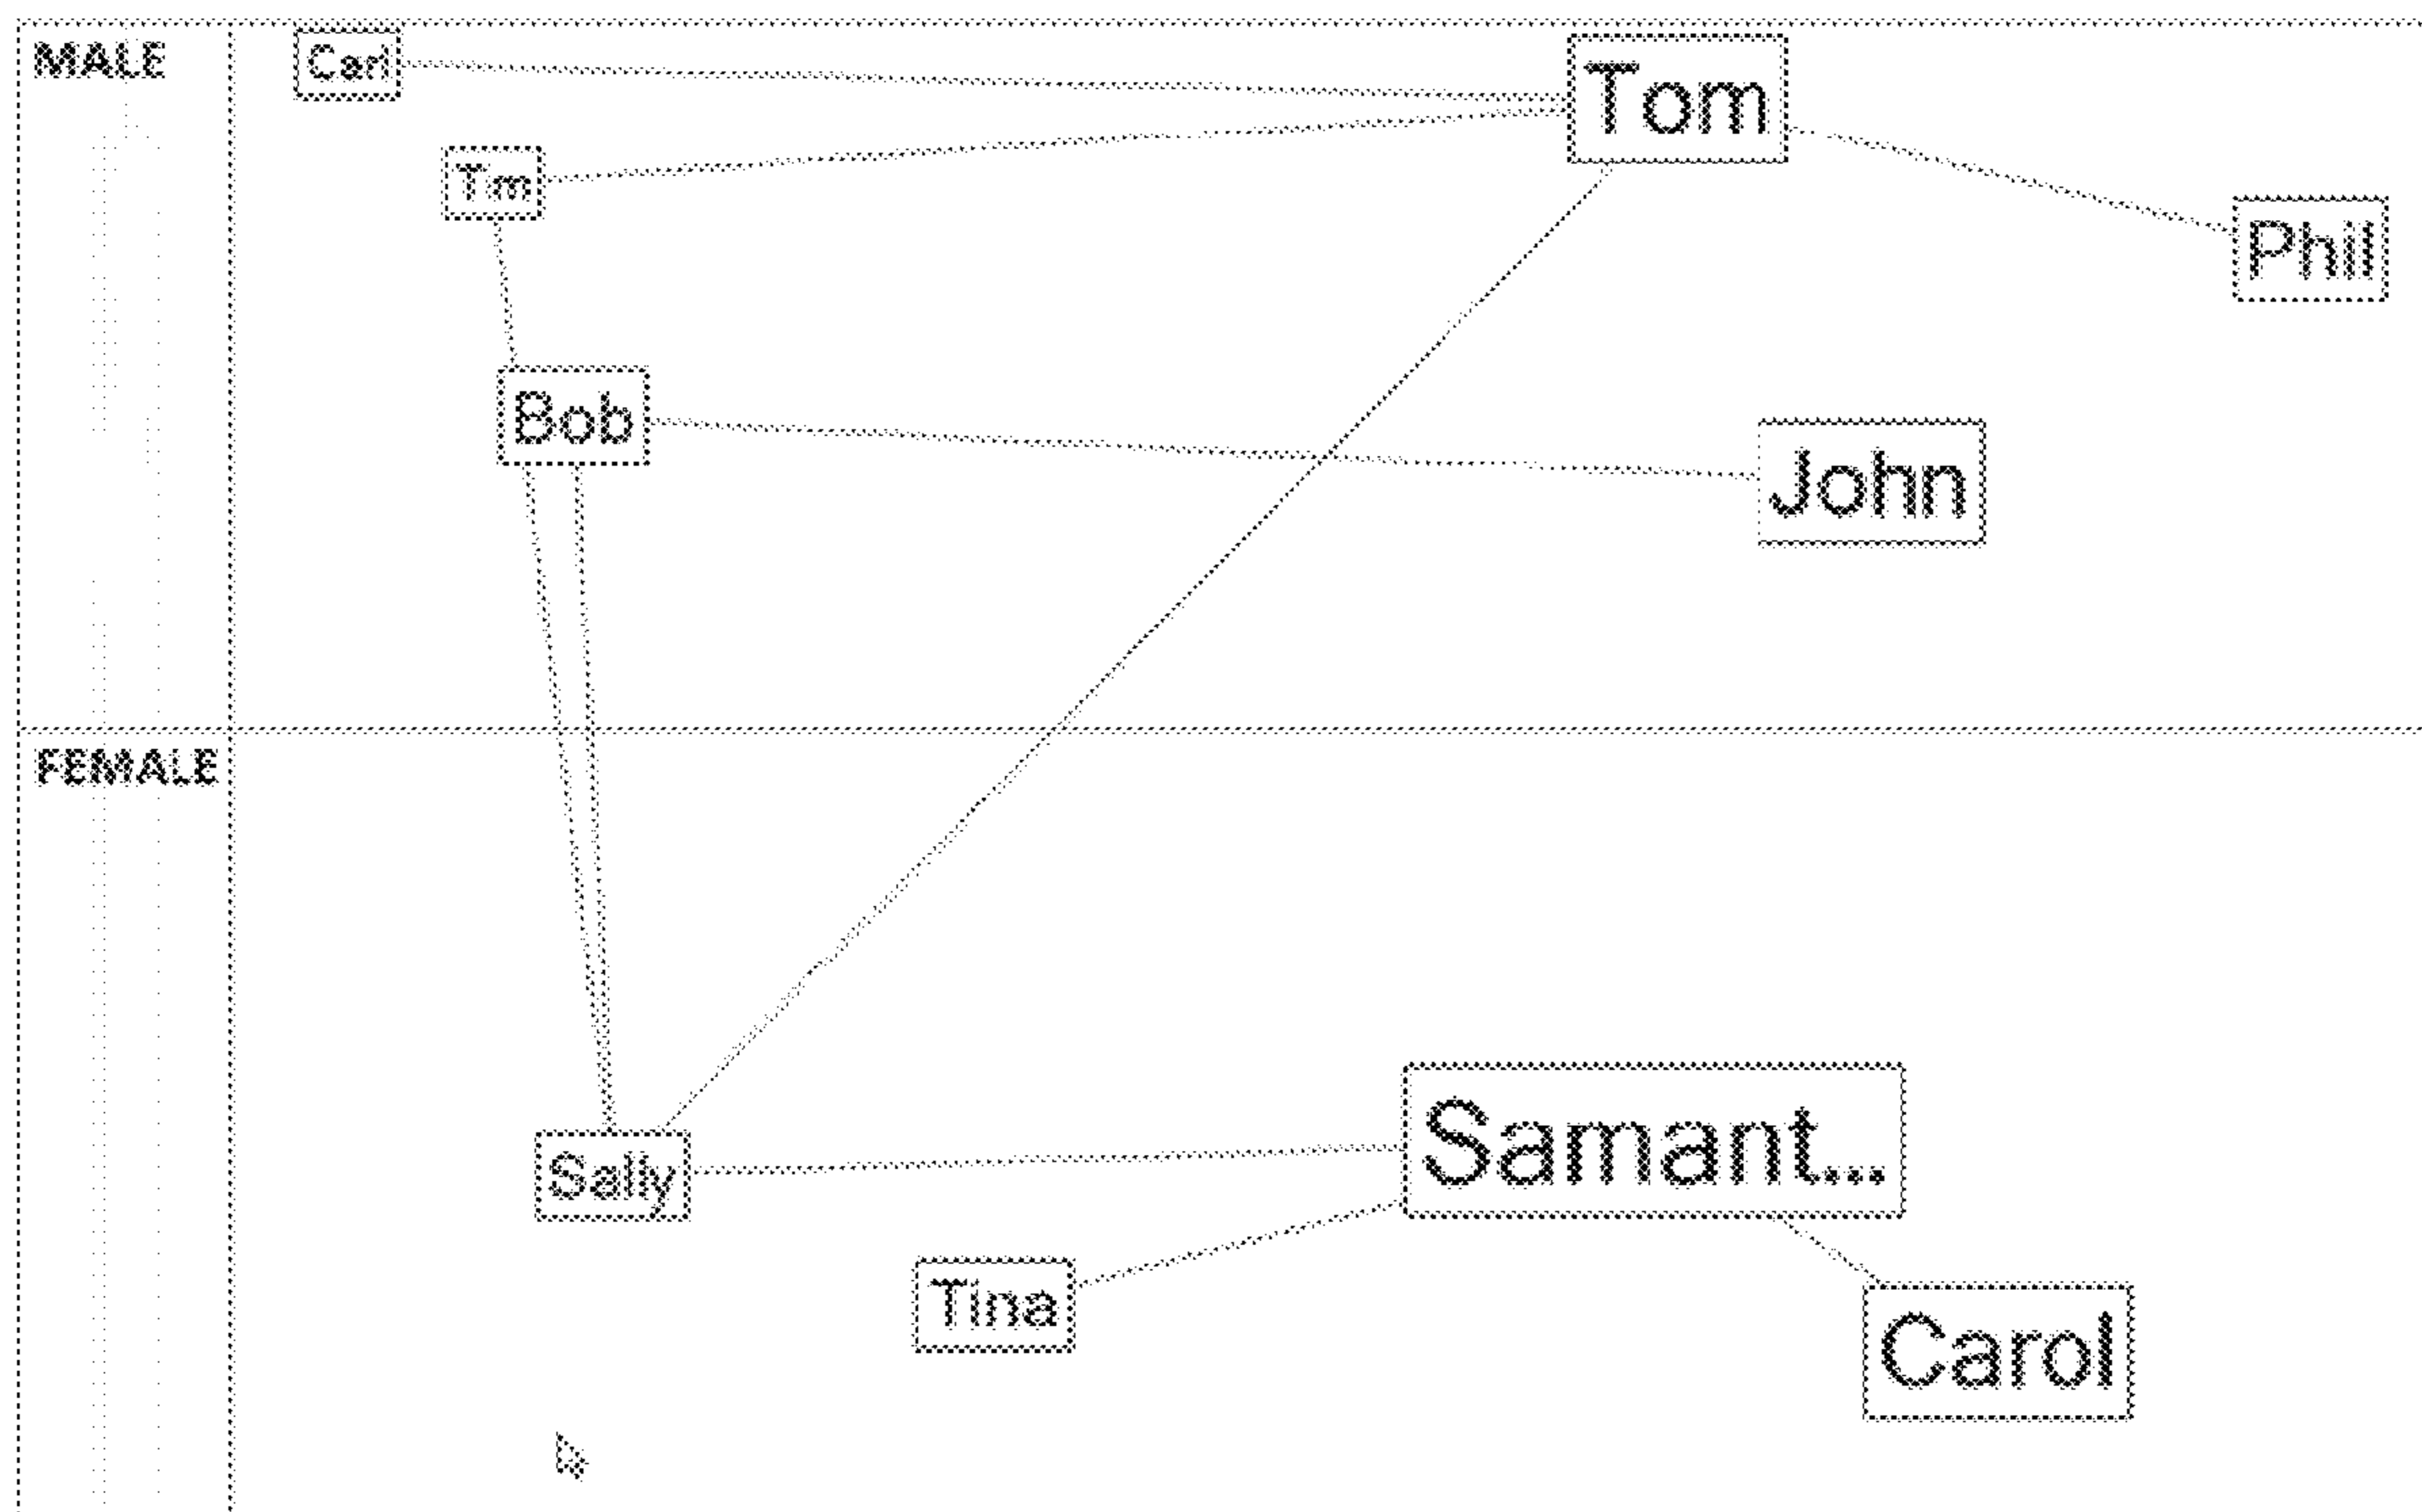 MALE
Carl
Tom
Tim
Phil
Bob
John
FEMALE
Samant...
Sally
Tina
Carol